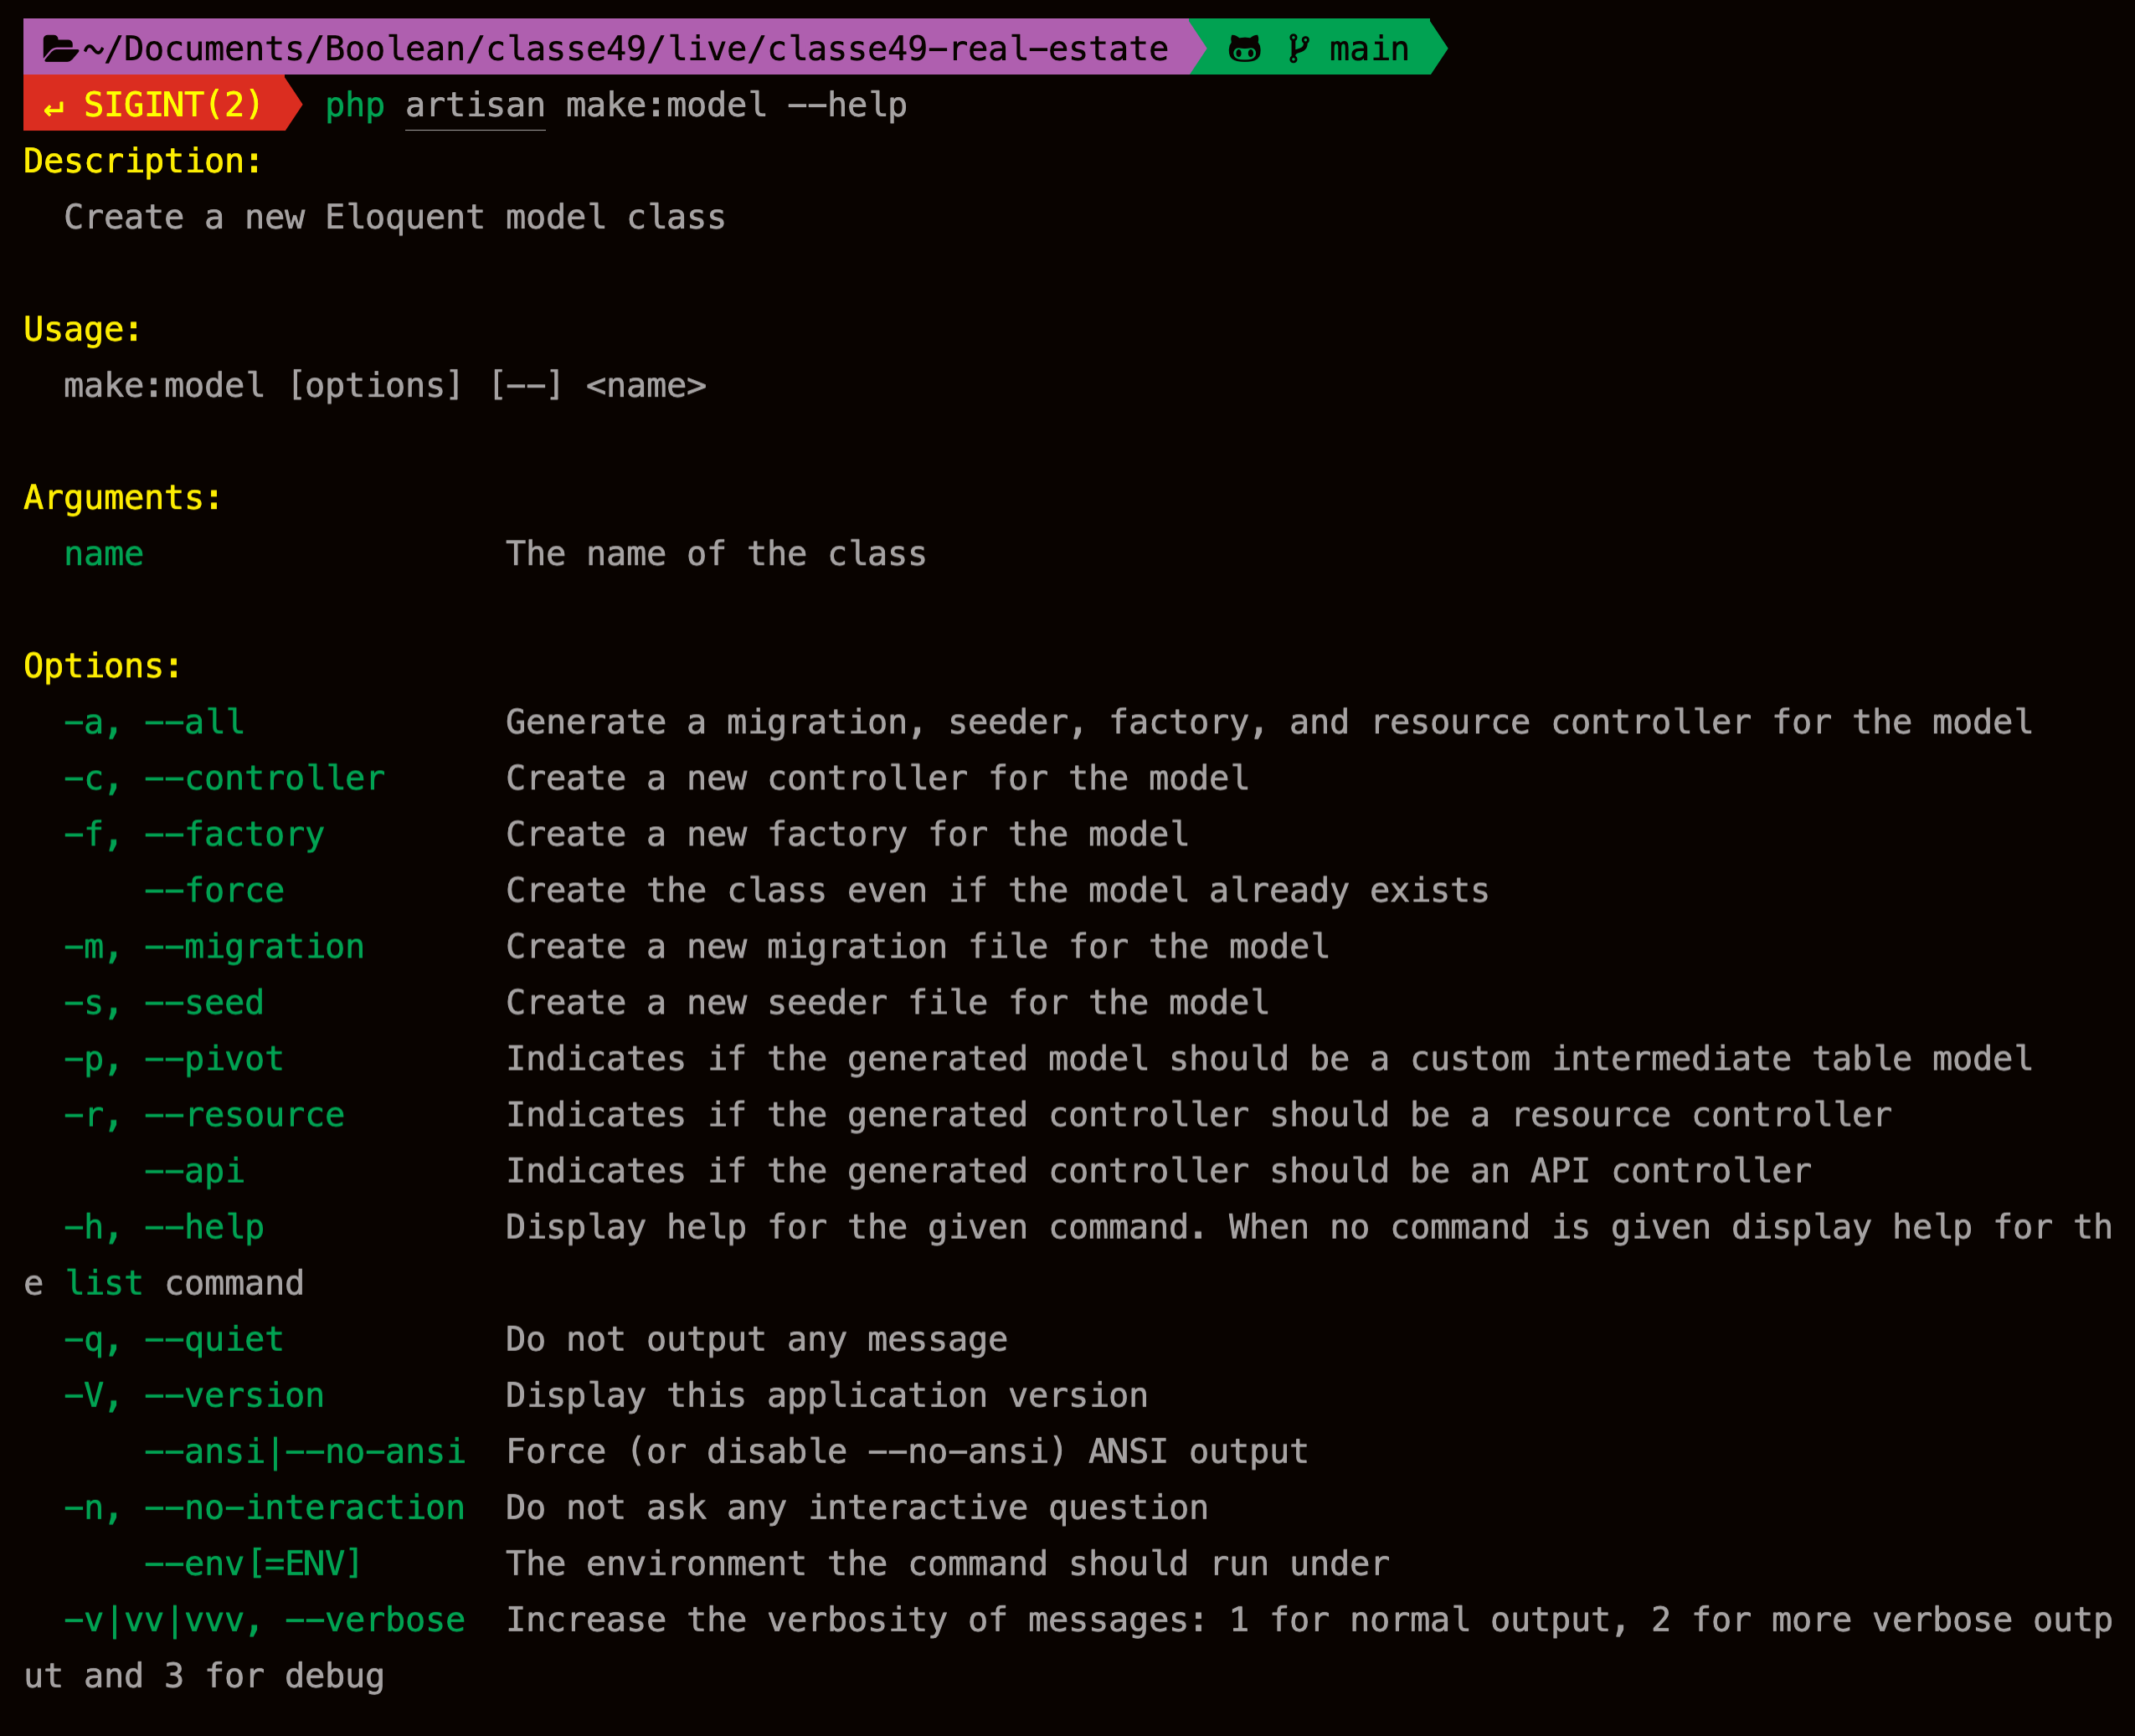 ~/Documents/Boolean/classe49/live/classe49-real-estate main
↵ SIGINT(2) php artisan make:model --help
Description:
  Create a new Eloquent model class

Usage:
  make:model [options] [--] <name>

Arguments:
  name                  The name of the class

Options:
  -a, --all             Generate a migration, seeder, factory, and resource controller for the model
  -c, --controller      Create a new controller for the model
  -f, --factory         Create a new factory for the model
      --force           Create the class even if the model already exists
  -m, --migration       Create a new migration file for the model
  -s, --seed            Create a new seeder file for the model
  -p, --pivot           Indicates if the generated model should be a custom intermediate table model
  -r, --resource        Indicates if the generated controller should be a resource controller
      --api             Indicates if the generated controller should be an API controller
  -h, --help            Display help for the given command. When no command is given display help for th
e list command
  -q, --quiet           Do not output any message
  -V, --version         Display this application version
      --ansi|--no-ansi  Force (or disable --no-ansi) ANSI output
  -n, --no-interaction  Do not ask any interactive question
      --env[=ENV]       The environment the command should run under
  -v|vv|vvv, --verbose  Increase the verbosity of messages: 1 for normal output, 2 for more verbose outp
ut and 3 for debug